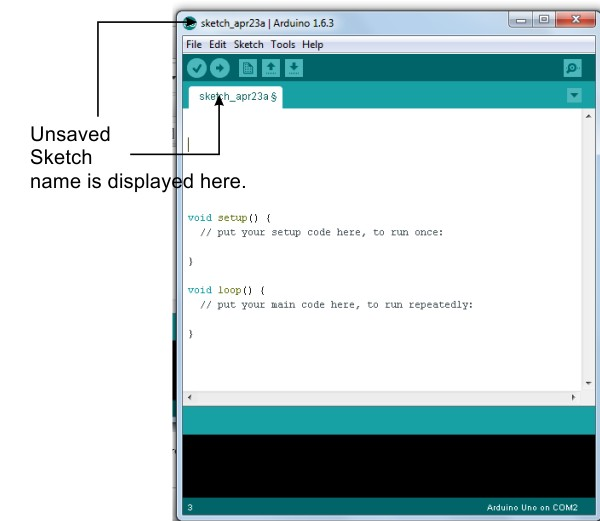 sketch_apr23a | Arduino 1.6.3
File Edit Sketch Tools Help
sketch_apr23a §
Unsaved
Sketch
name is displayed here.
void setup() {
// put your setup code here, to run once:
}
void loop() {
// put your main code here, to run repeatedly:
}
3
Arduino Uno on COM2